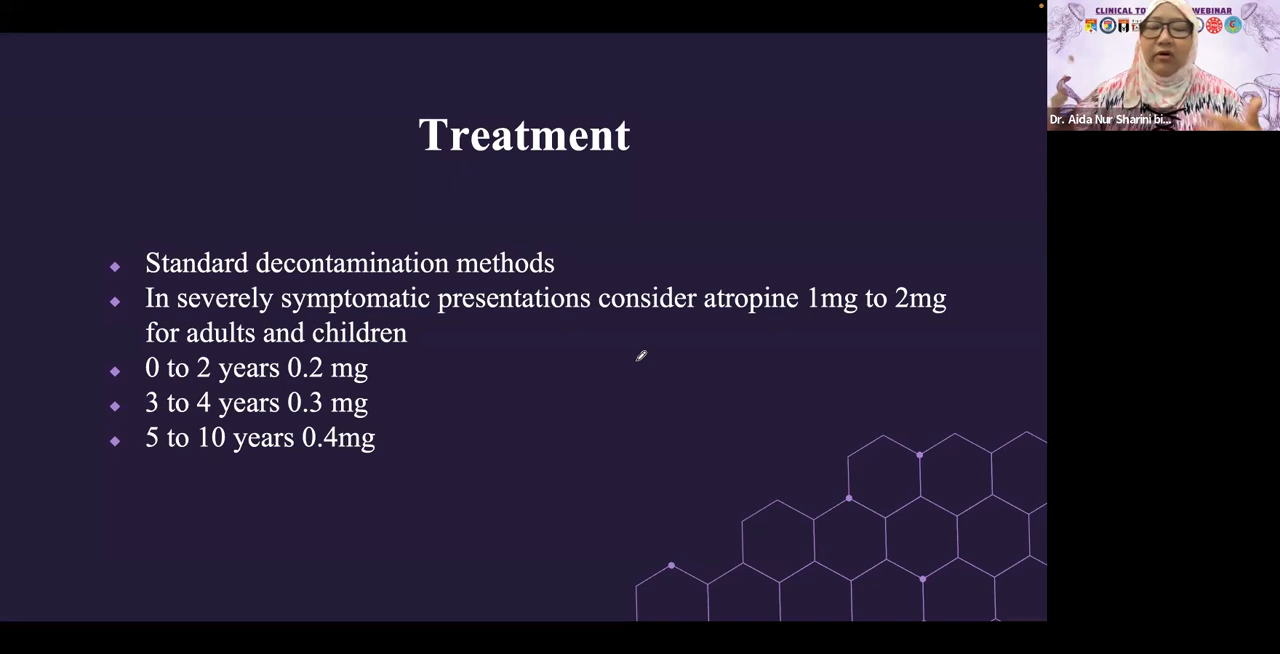 CLINICAL TO WEBINAR
Dr. Aida Nur Sharini bi...
Treatment
Standard decontamination methods
In severely symptomatic presentations consider atropine 1mg to 2mg
for adults and children
0 to 2 years 0.2 mg
3 to 4 years 0.3 mg
5 to 10 years 0.4mg